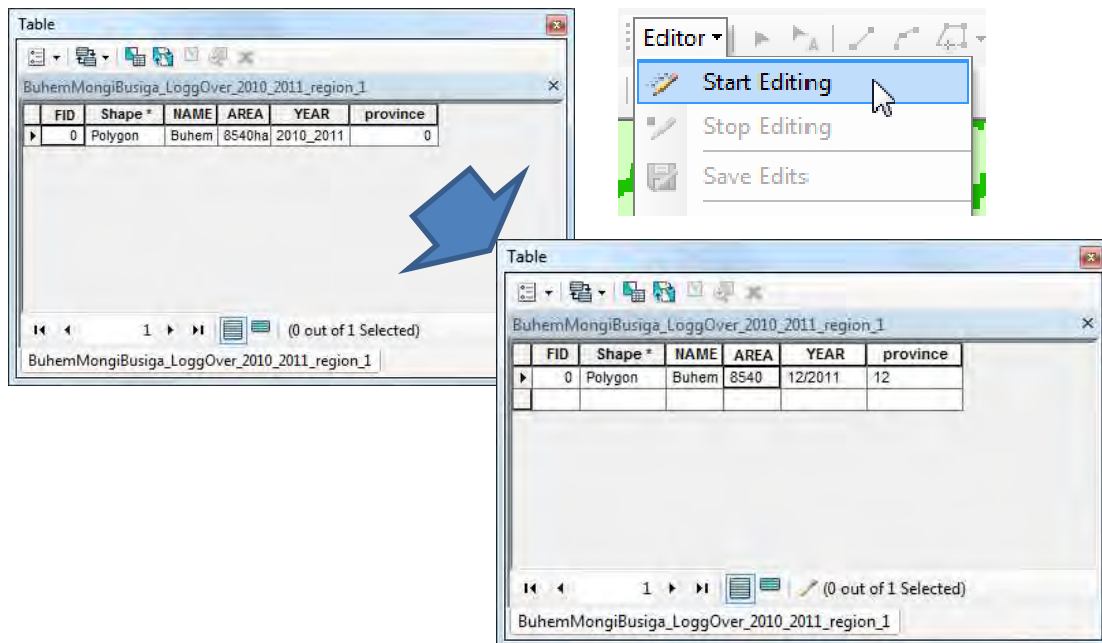 Table
BuhemMongiBusiga_LoggOver_2010_2011_region_1
FID Shape * NAME AREA YEAR province
0 Polygon Buhem 8540ha 2010_2011 0
1 (0 out of 1 Selected)
BuhemMongiBusiga_LoggOver_2010_2011_region_1
Editor
Start Editing
Stop Editing
Save Edits
Table
BuhemMongiBusiga_LoggOver_2010_2011_region_1
FID Shape * NAME AREA YEAR province
0 Polygon Buhem 8540 12/2011 12
1 (0 out of 1 Selected)
BuhemMongiBusiga_LoggOver_2010_2011_region_1